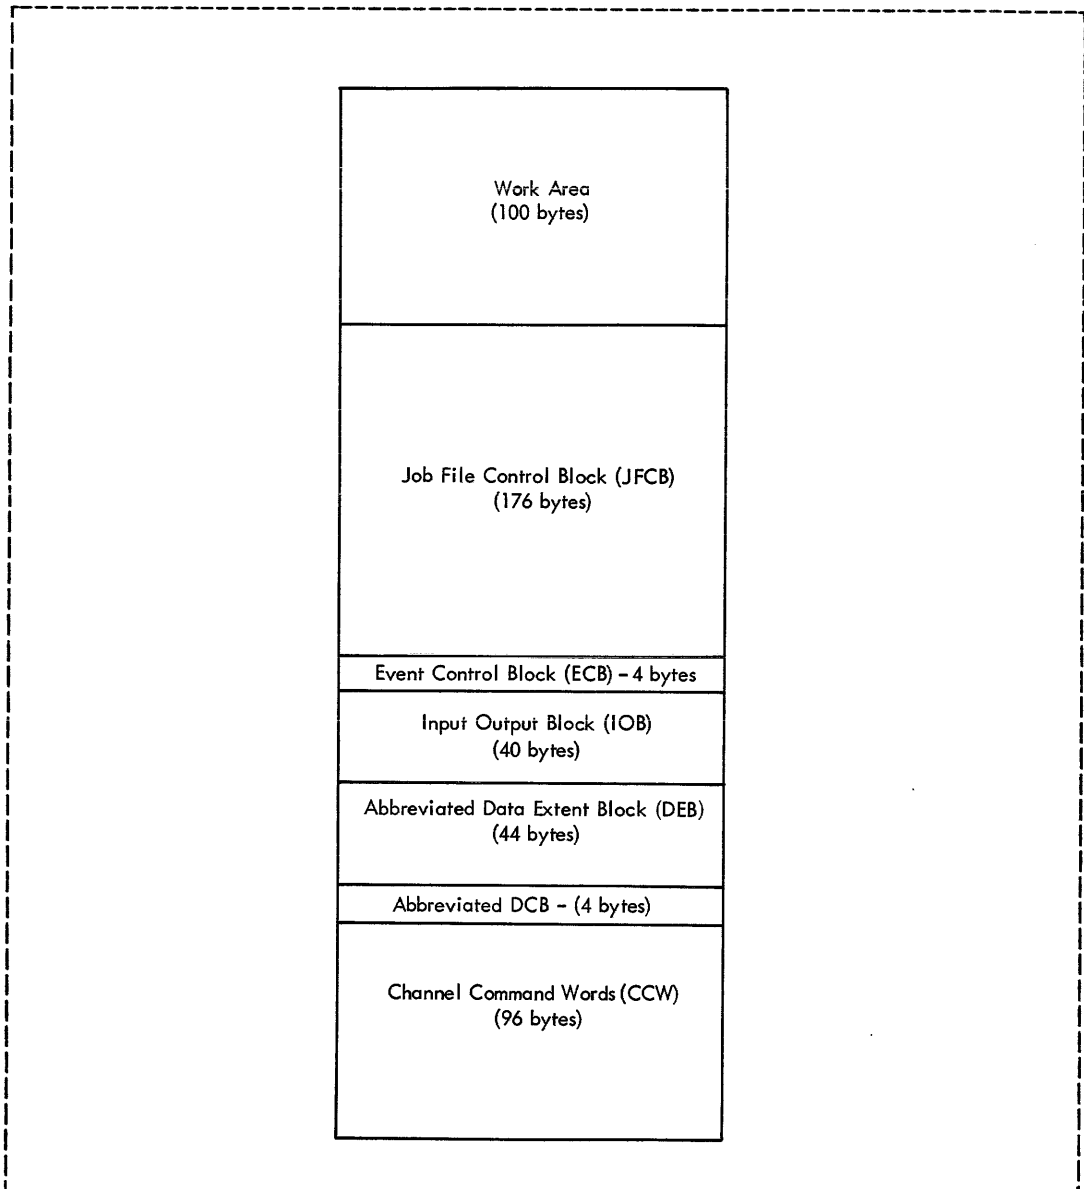 Work Area
(100 bytes)
Job File Control Block (JFCB)
(176 bytes)
Event Control Block (ECB) - 4 bytes
Input Output Block (IOB)
(40 bytes)
Abbreviated Data Extent Block (DEB)
(44 bytes)
Abbreviated DCB - (4 bytes)
Channel Command Words (CCW)
(96 bytes)